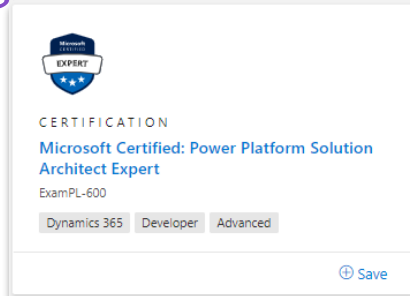 Microsoft
CERTIFIED
EXPERT
CERTIFICATION
Microsoft Certified: Power Platform Solution
Architect Expert
ExamPL-600
Dynamics 365 Developer Advanced
Save